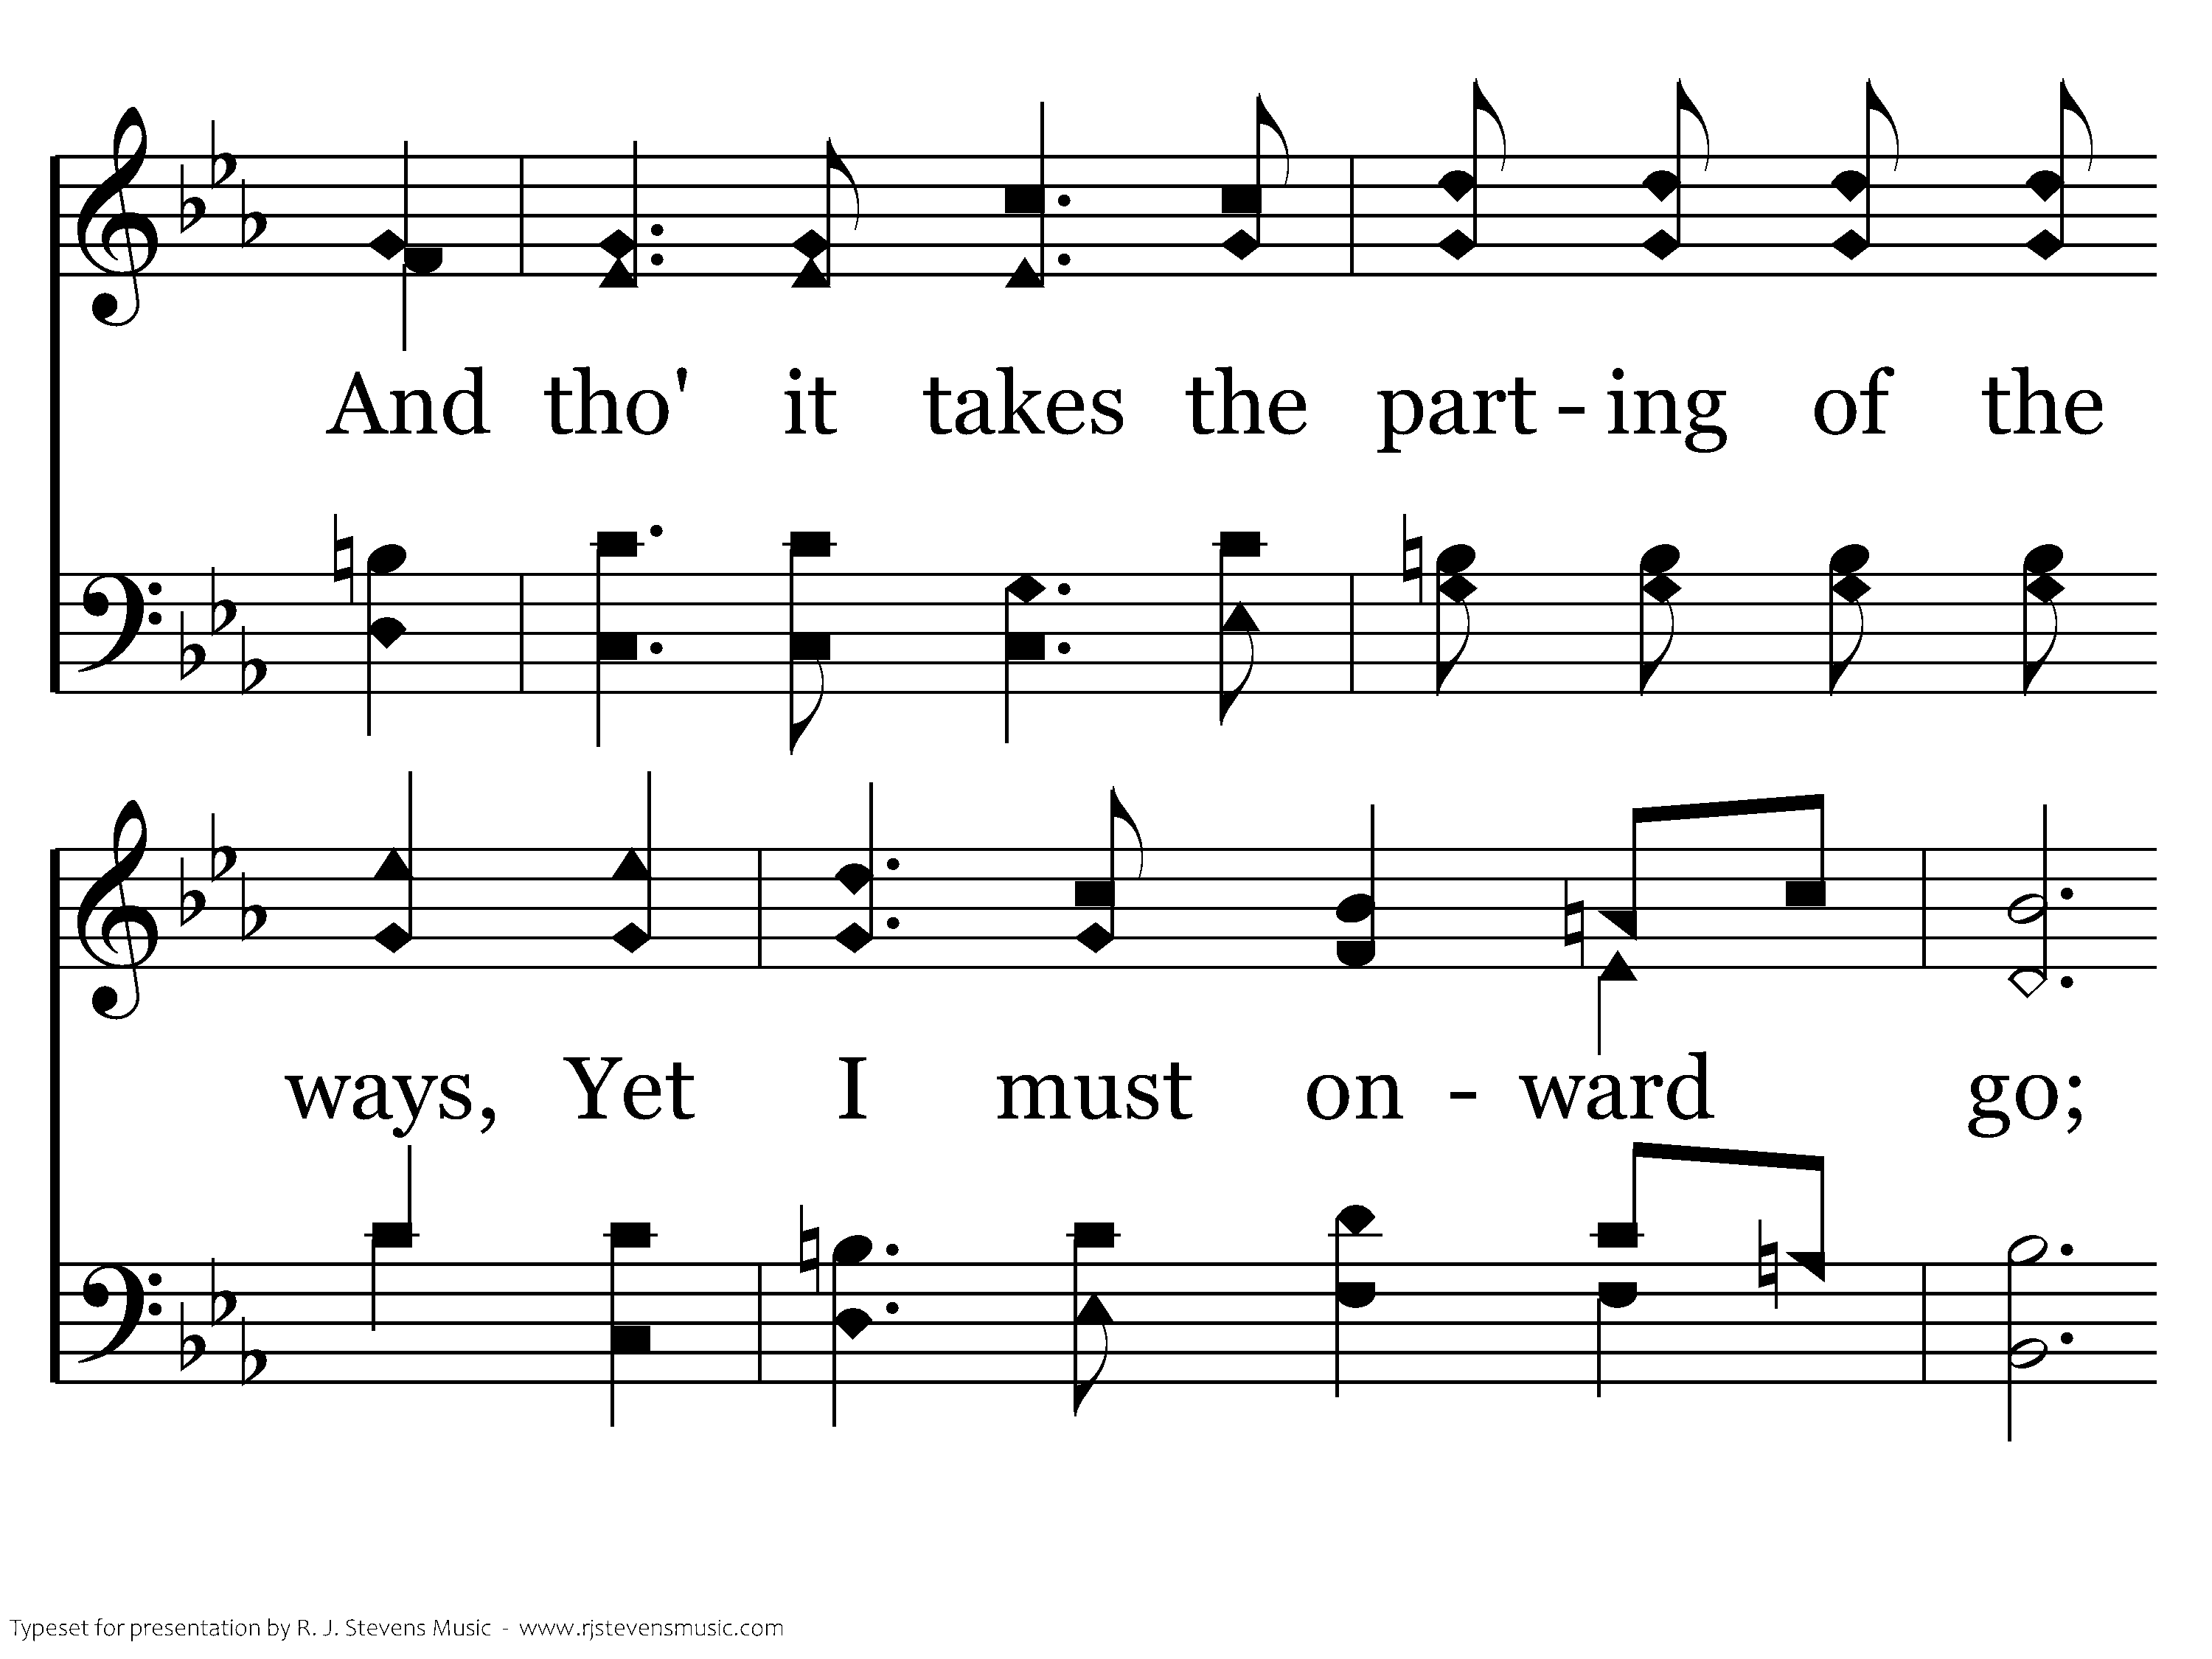 And tho' it takes the part - ing of the
ways, Yet I must on - ward go;
Typeset for presentation by R. J. Stevens Music - www.rjstevensmusic.com